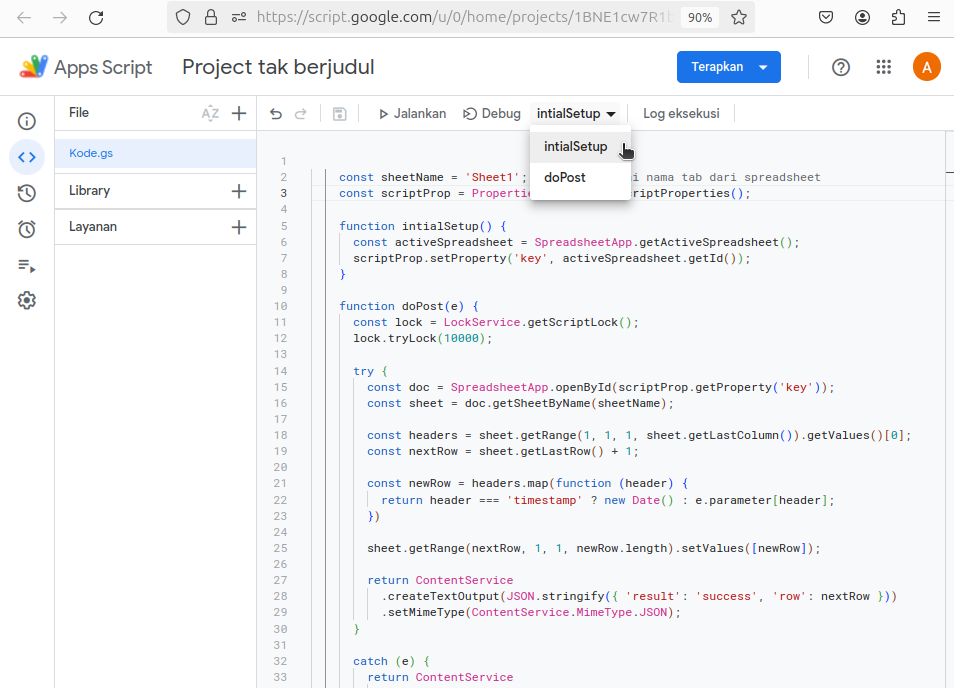 https://script.google.com/u/0/home/projects/1BNE1cw7R1
90%
Apps Script
Project tak berjudul
Terapkan
A
File
AZ
Jalankan
Debug
intialSetup
Log eksekusi
Kode.gs
Library
Layanan
intialSetup
doPost
1
2 const sheetName = 'Sheet1'; i nama tab dari spreadsheet
3 const scriptProp = Properti riptProperties();
4
5 function intialSetup() {
6 const activeSpreadsheet = SpreadsheetApp.getActiveSpreadsheet();
7 scriptProp.setProperty('key', activeSpreadsheet.getId());
8 }
9
10 function doPost(e) {
11 const lock = LockService.getScriptLock();
12 lock.tryLock(10000);
13
14 try {
15 const doc = SpreadsheetApp.openById(scriptProp.getProperty('key'));
16 const sheet = doc.getSheetByName(sheetName);
17
18 const headers = sheet.getRange(1, 1, 1, sheet.getLastColumn()).getValues()[0];
19 const nextRow = sheet.getLastRow() + 1;
20
21 const newRow = headers.map(function (header) {
22 return header === 'timestamp' ? new Date() : e.parameter[header];
23 })
24
25 sheet.getRange(nextRow, 1, 1, newRow.length).setValues([newRow]);
26
27 return ContentService
28 .createTextOutput(JSON.stringify({ 'result': 'success', 'row': nextRow }))
29 .setMimeType(ContentService.MimeType.JSON);
30 }
31
32 catch (e) {
33 return ContentService